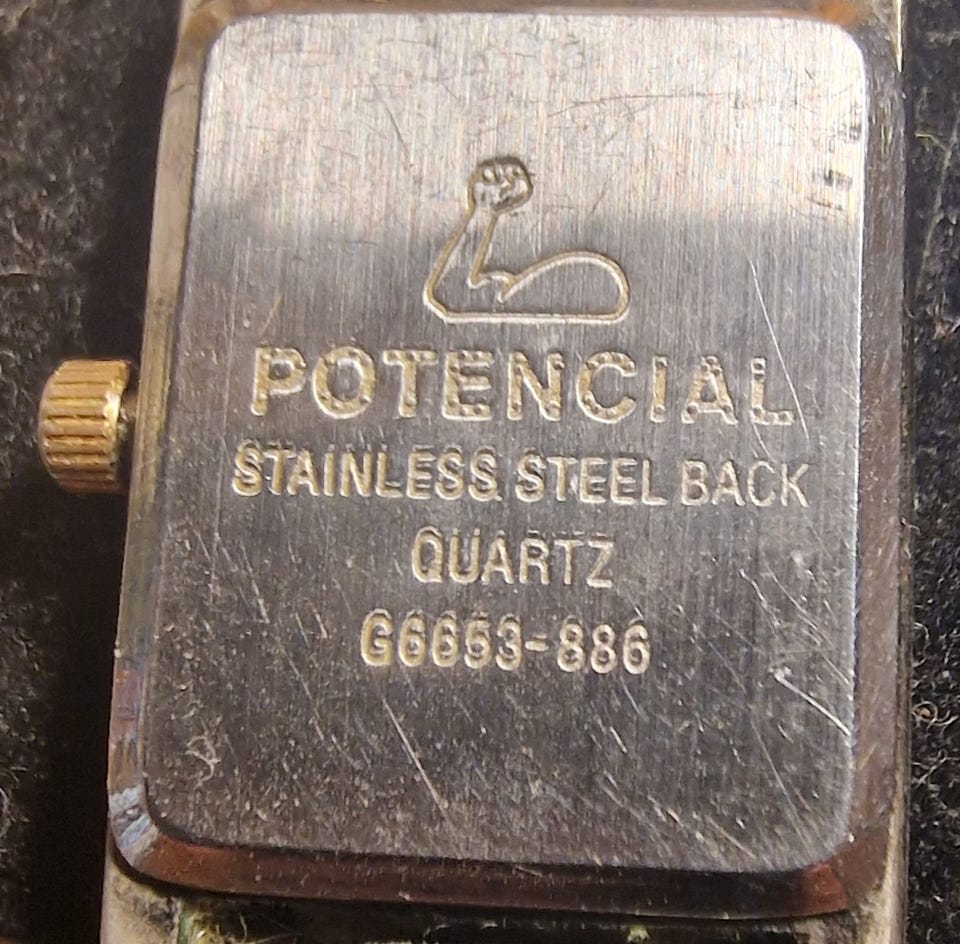 POTENCIAL
STAINLESS STEEL BACK
QUARTZ
G6653-886